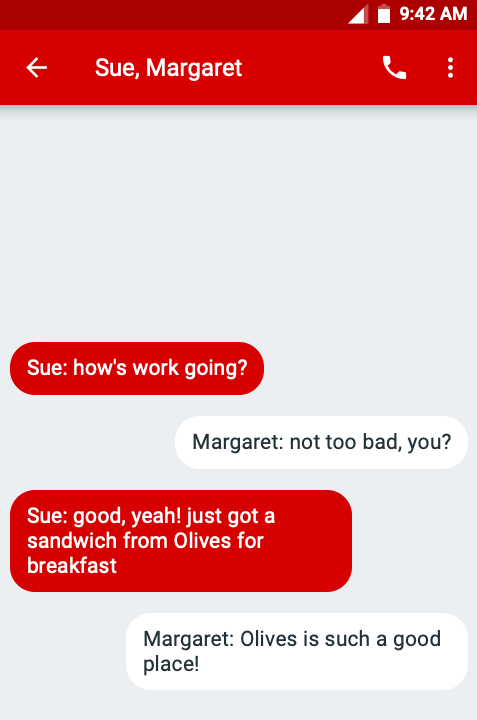 9:42 AM
Sue, Margaret
Sue: how's work going?
Margaret: not too bad, you?
Sue: good, yeah! just got a
sandwich from Olives for
breakfast
Margaret: Olives is such a good
place!